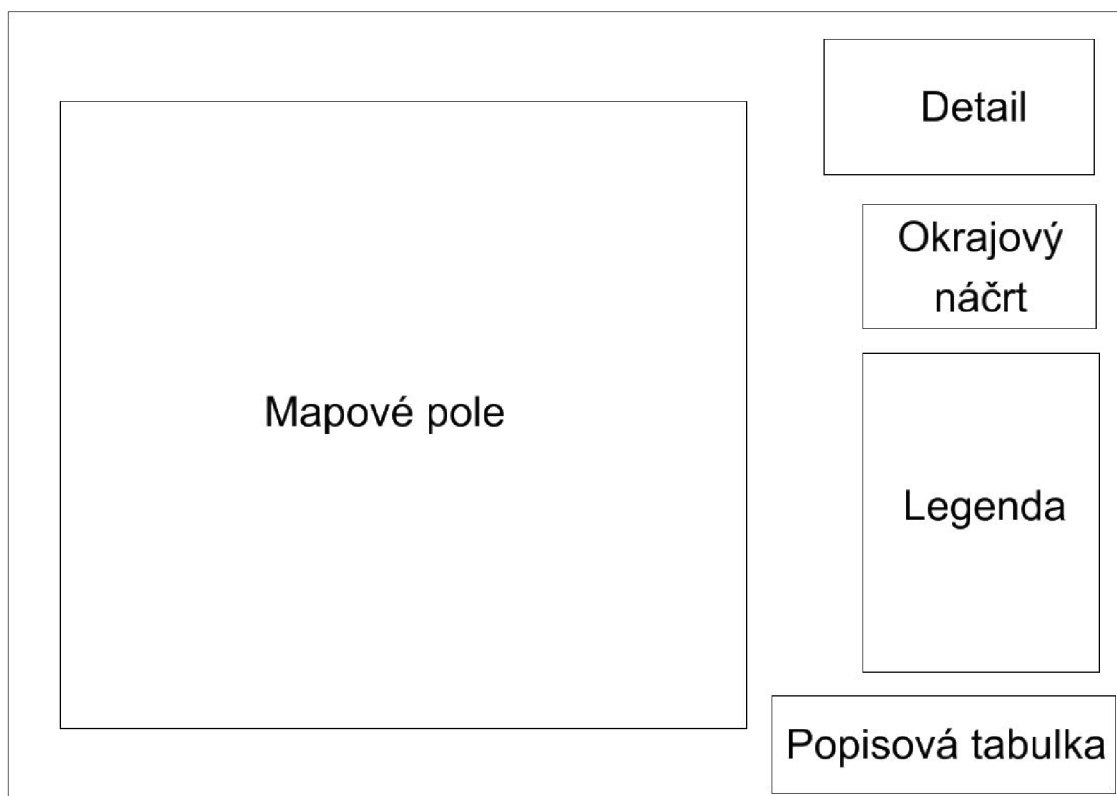 Detail
Okrajový
náčrt
Mapové pole
Legenda
Popisová tabulka